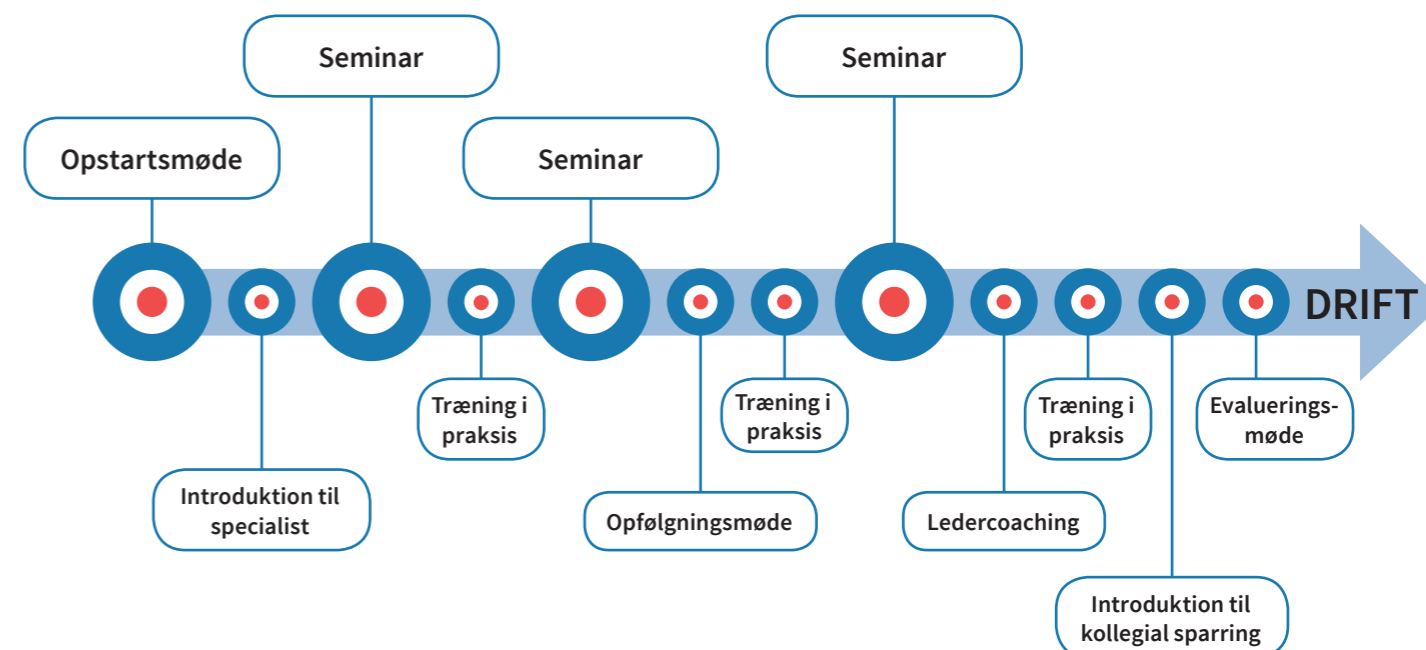 Seminar
Seminar
Opstartsmøde
Seminar
DRIFT
Træning i
praksis
Træning i
praksis
Træning i
praksis
Evaluerings-
møde
Introduktion til
specialist
Opfølgningsmøde
Ledercoaching
Introduktion til
kollegial sparring